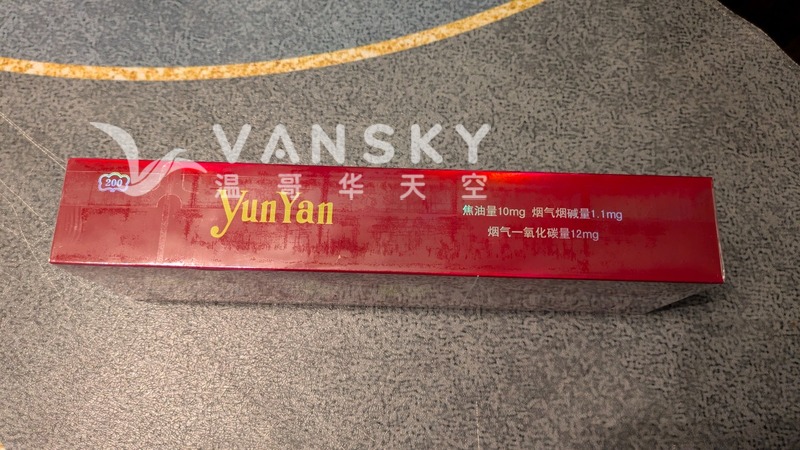 VANSKY
温哥华天空
200
YunYan
焦油量10mg 烟气烟碱量1.1mg
烟气一氧化碳量12mg